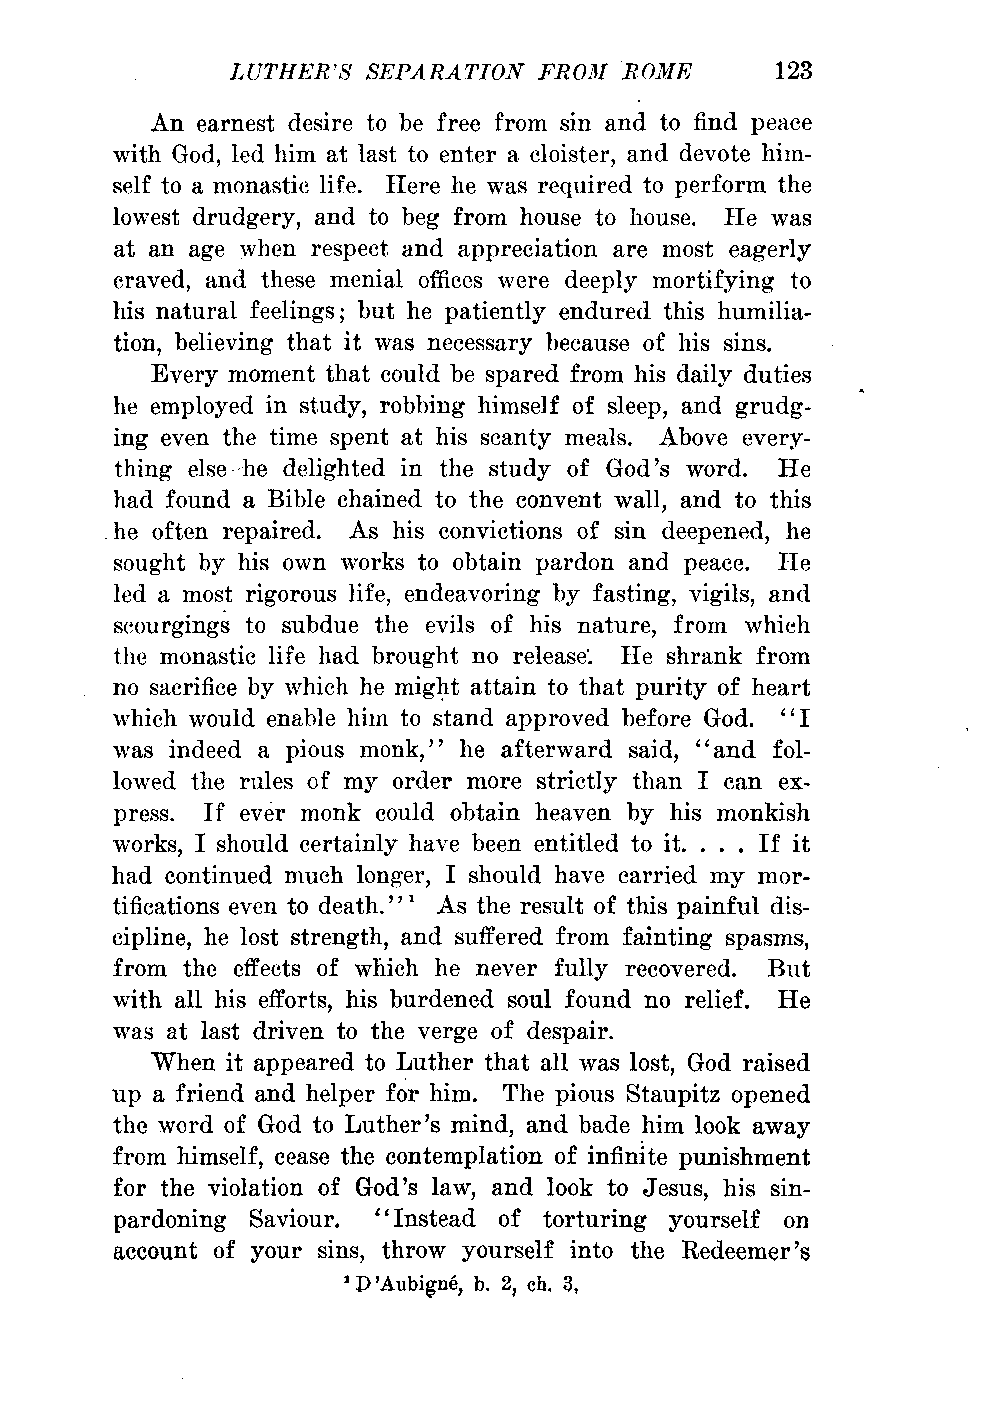 LUTHER'S SEPARATION FROM ROME 123
An earnest desire to be free from sin and to find peace
with God, led him at last to enter a cloister, and devote him-
self to a monastic life. Here he was required to perform the
lowest drudgery, and to beg from house to house. He was
at an age when respect and appreciation are most eagerly
craved, and these menial offices were deeply mortifying to
his natural feelings; but he patiently endured this humilia-
tion, believing that it was necessary because of his sins.
Every moment that could be spared from his daily duties
he employed in study, robbing himself of sleep, and grudg-
ing even the time spent at his scanty meals. Above every-
thing else he delighted in the study of God's word. He
had found a Bible chained to the convent wall, and to this
he often repaired. As his convictions of sin deepened, he
sought by his own works to obtain pardon and peace. He
led a most rigorous life, endeavoring by fasting, vigils, and
scourgings to subdue the evils of his nature, from which
the monastic life had brought no release. He shrank from
no sacrifice by which he might attain to that purity of heart
which would enable him to stand approved before God. "I
was indeed a pious monk," he afterward said, "and fol-
lowed the rules of my order more strictly than I can ex-
press. If ever monk could obtain heaven by his monkish
works, I should certainly have been entitled to it. . . . If it
had continued much longer, I should have carried my mor-
tifications even to death."¹ As the result of this painful dis-
cipline, he lost strength, and suffered from fainting spasms,
from the effects of which he never fully recovered. But
with all his efforts, his burdened soul found no relief. He
was at last driven to the verge of despair.
When it appeared to Luther that all was lost, God raised
up a friend and helper for him. The pious Staupitz opened
the word of God to Luther's mind, and bade him look away
from himself, cease the contemplation of infinite punishment
for the violation of God's law, and look to Jesus, his sin-
pardoning Saviour. "Instead of torturing yourself on
account of your sins, throw yourself into the Redeemer's
¹ D'Aubigné, b. 2, ch. 3,